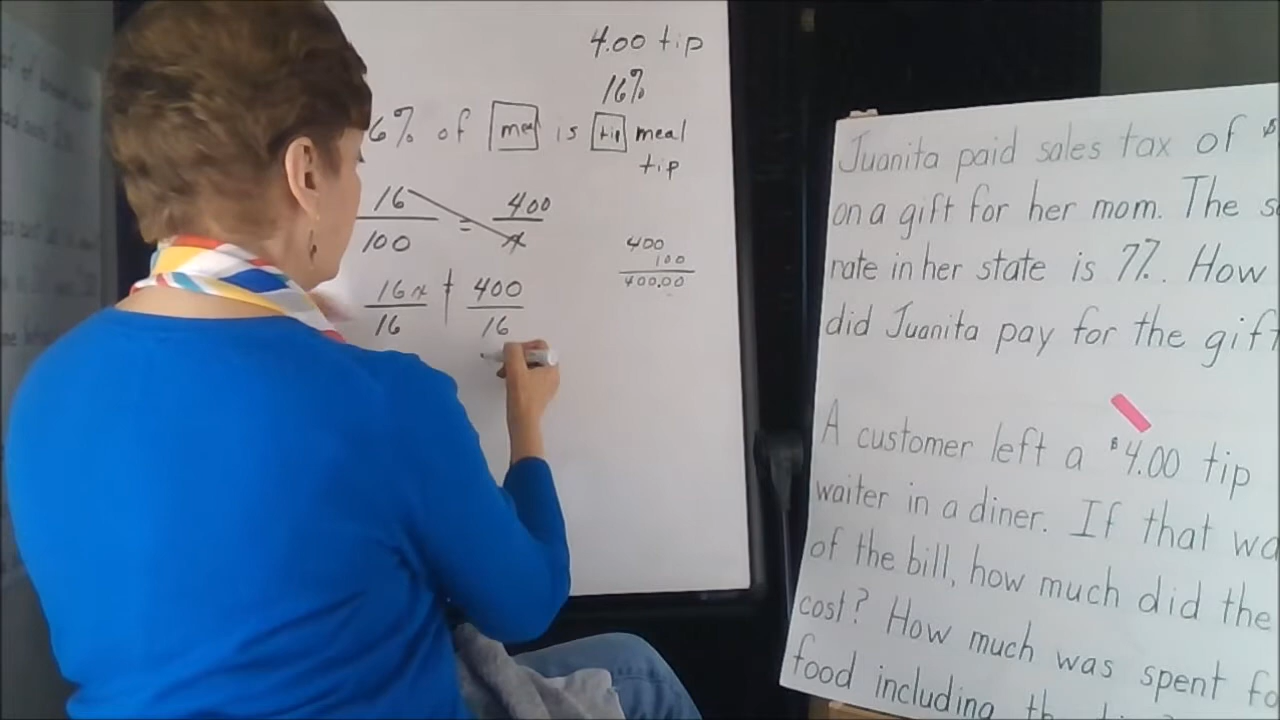 4.00 tip
16%
6% of meal is tip meal
tip
16 = 400
100 x
400
100
400.00
16x 400
16 16
Juanita paid sales tax of $
on a gift for her mom. The
rate in her state is 7%. How
did Juanita pay for the gift
A customer left a $4.00 tip
waiter in a diner. If that
of the bill, how much did the
cost? How much was spent
food including